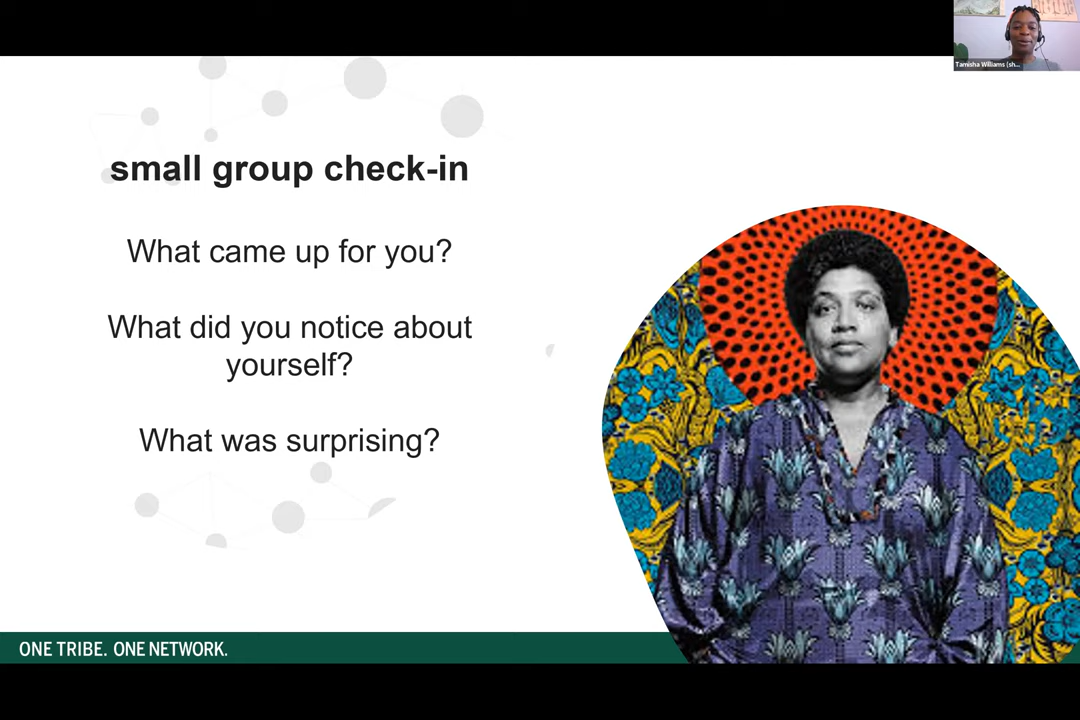 Tamisha Williams (sh...
small group check-in
What came up for you?
What did you notice about
yourself?
What was surprising?
ONE TRIBE. ONE NETWORK.